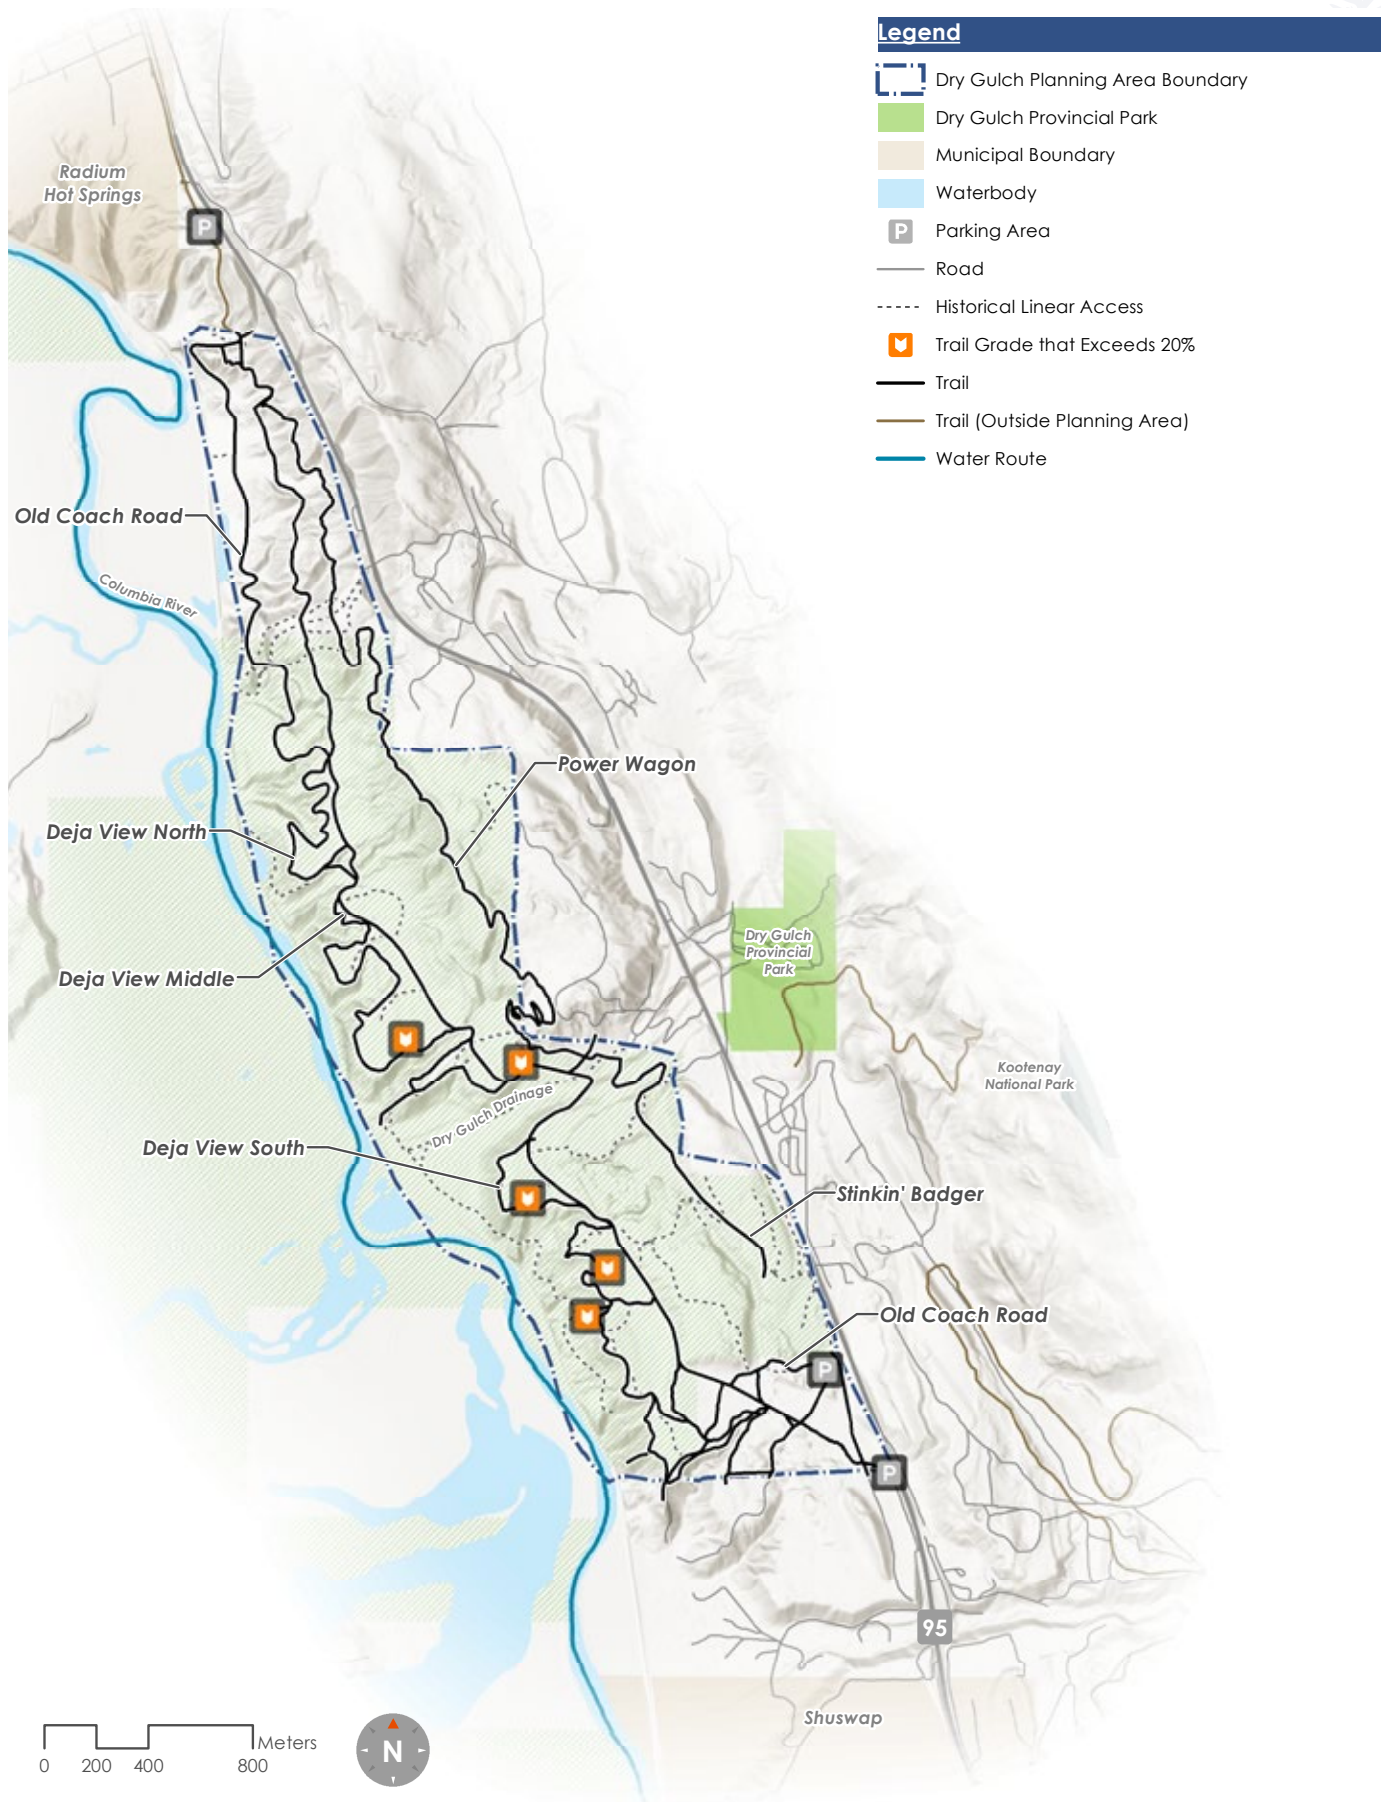 Legend
Dry Gulch Planning Area Boundary
Dry Gulch Provincial Park
Municipal Boundary
Waterbody
P Parking Area
Road
Historical Linear Access
Trail Grade that Exceeds 20%
Trail
Trail (Outside Planning Area)
Water Route
Radium
Hot Springs
P
Old Coach Road
Columbia River
Power Wagon
Deja View North
Dry Gulch
Provincial
Park
Deja View Middle
Kootenay
National Park
Dry Gulch Drainage
Deja View South
Stinkin' Badger
Old Coach Road
P
P
95
Shuswap
Meters
0 200 400 800
N